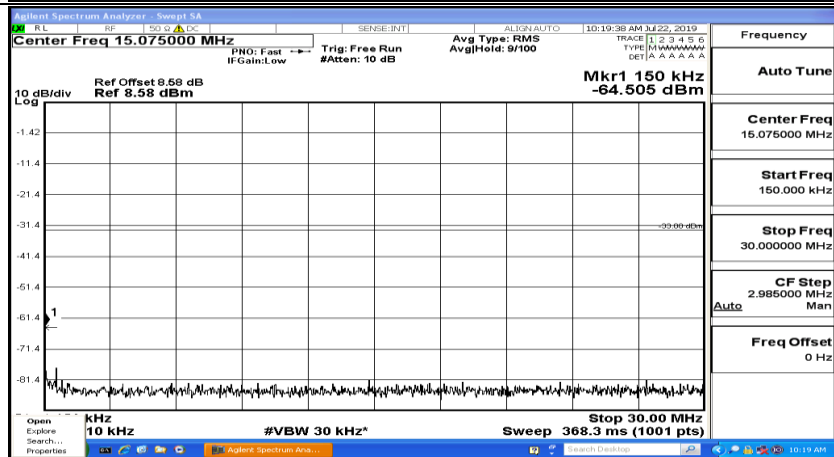 Agilent Spectrum Analyzer - Swept SA
LXI RL RF 50 Ω DC SENSE:INT ALIGN AUTO 10:19:38 AM Jul 22, 2019
Center Freq 15.075000 MHz
PNO: Fast
IFGain:Low
Trig: Free Run
#Atten: 10 dB
Avg Type: RMS
Avg|Hold: 9/100
TRACE 1 2 3 4 5 6
TYPE M W W W W W
DET A A A A A A
Ref Offset 8.58 dB
10 dB/div Ref 8.58 dBm
Log
Mkr1 150 kHz
-64.505 dBm
-1.42
-11.4
-21.4
-31.4
-33.00 dBm
-41.4
-51.4
-61.4
1
-71.4
-81.4
kHz
10 kHz
#VBW 30 kHz*
Stop 30.00 MHz
Sweep 368.3 ms (1001 pts)
Frequency
Auto Tune
Center Freq
15.075000 MHz
Start Freq
150.000 kHz
Stop Freq
30.000000 MHz
CF Step
2.985000 MHz
Auto Man
Freq Offset
0 Hz
Open
Explore
Search...
Properties
Agilent Spectrum Ana...
Search Desktop
10:19 AM